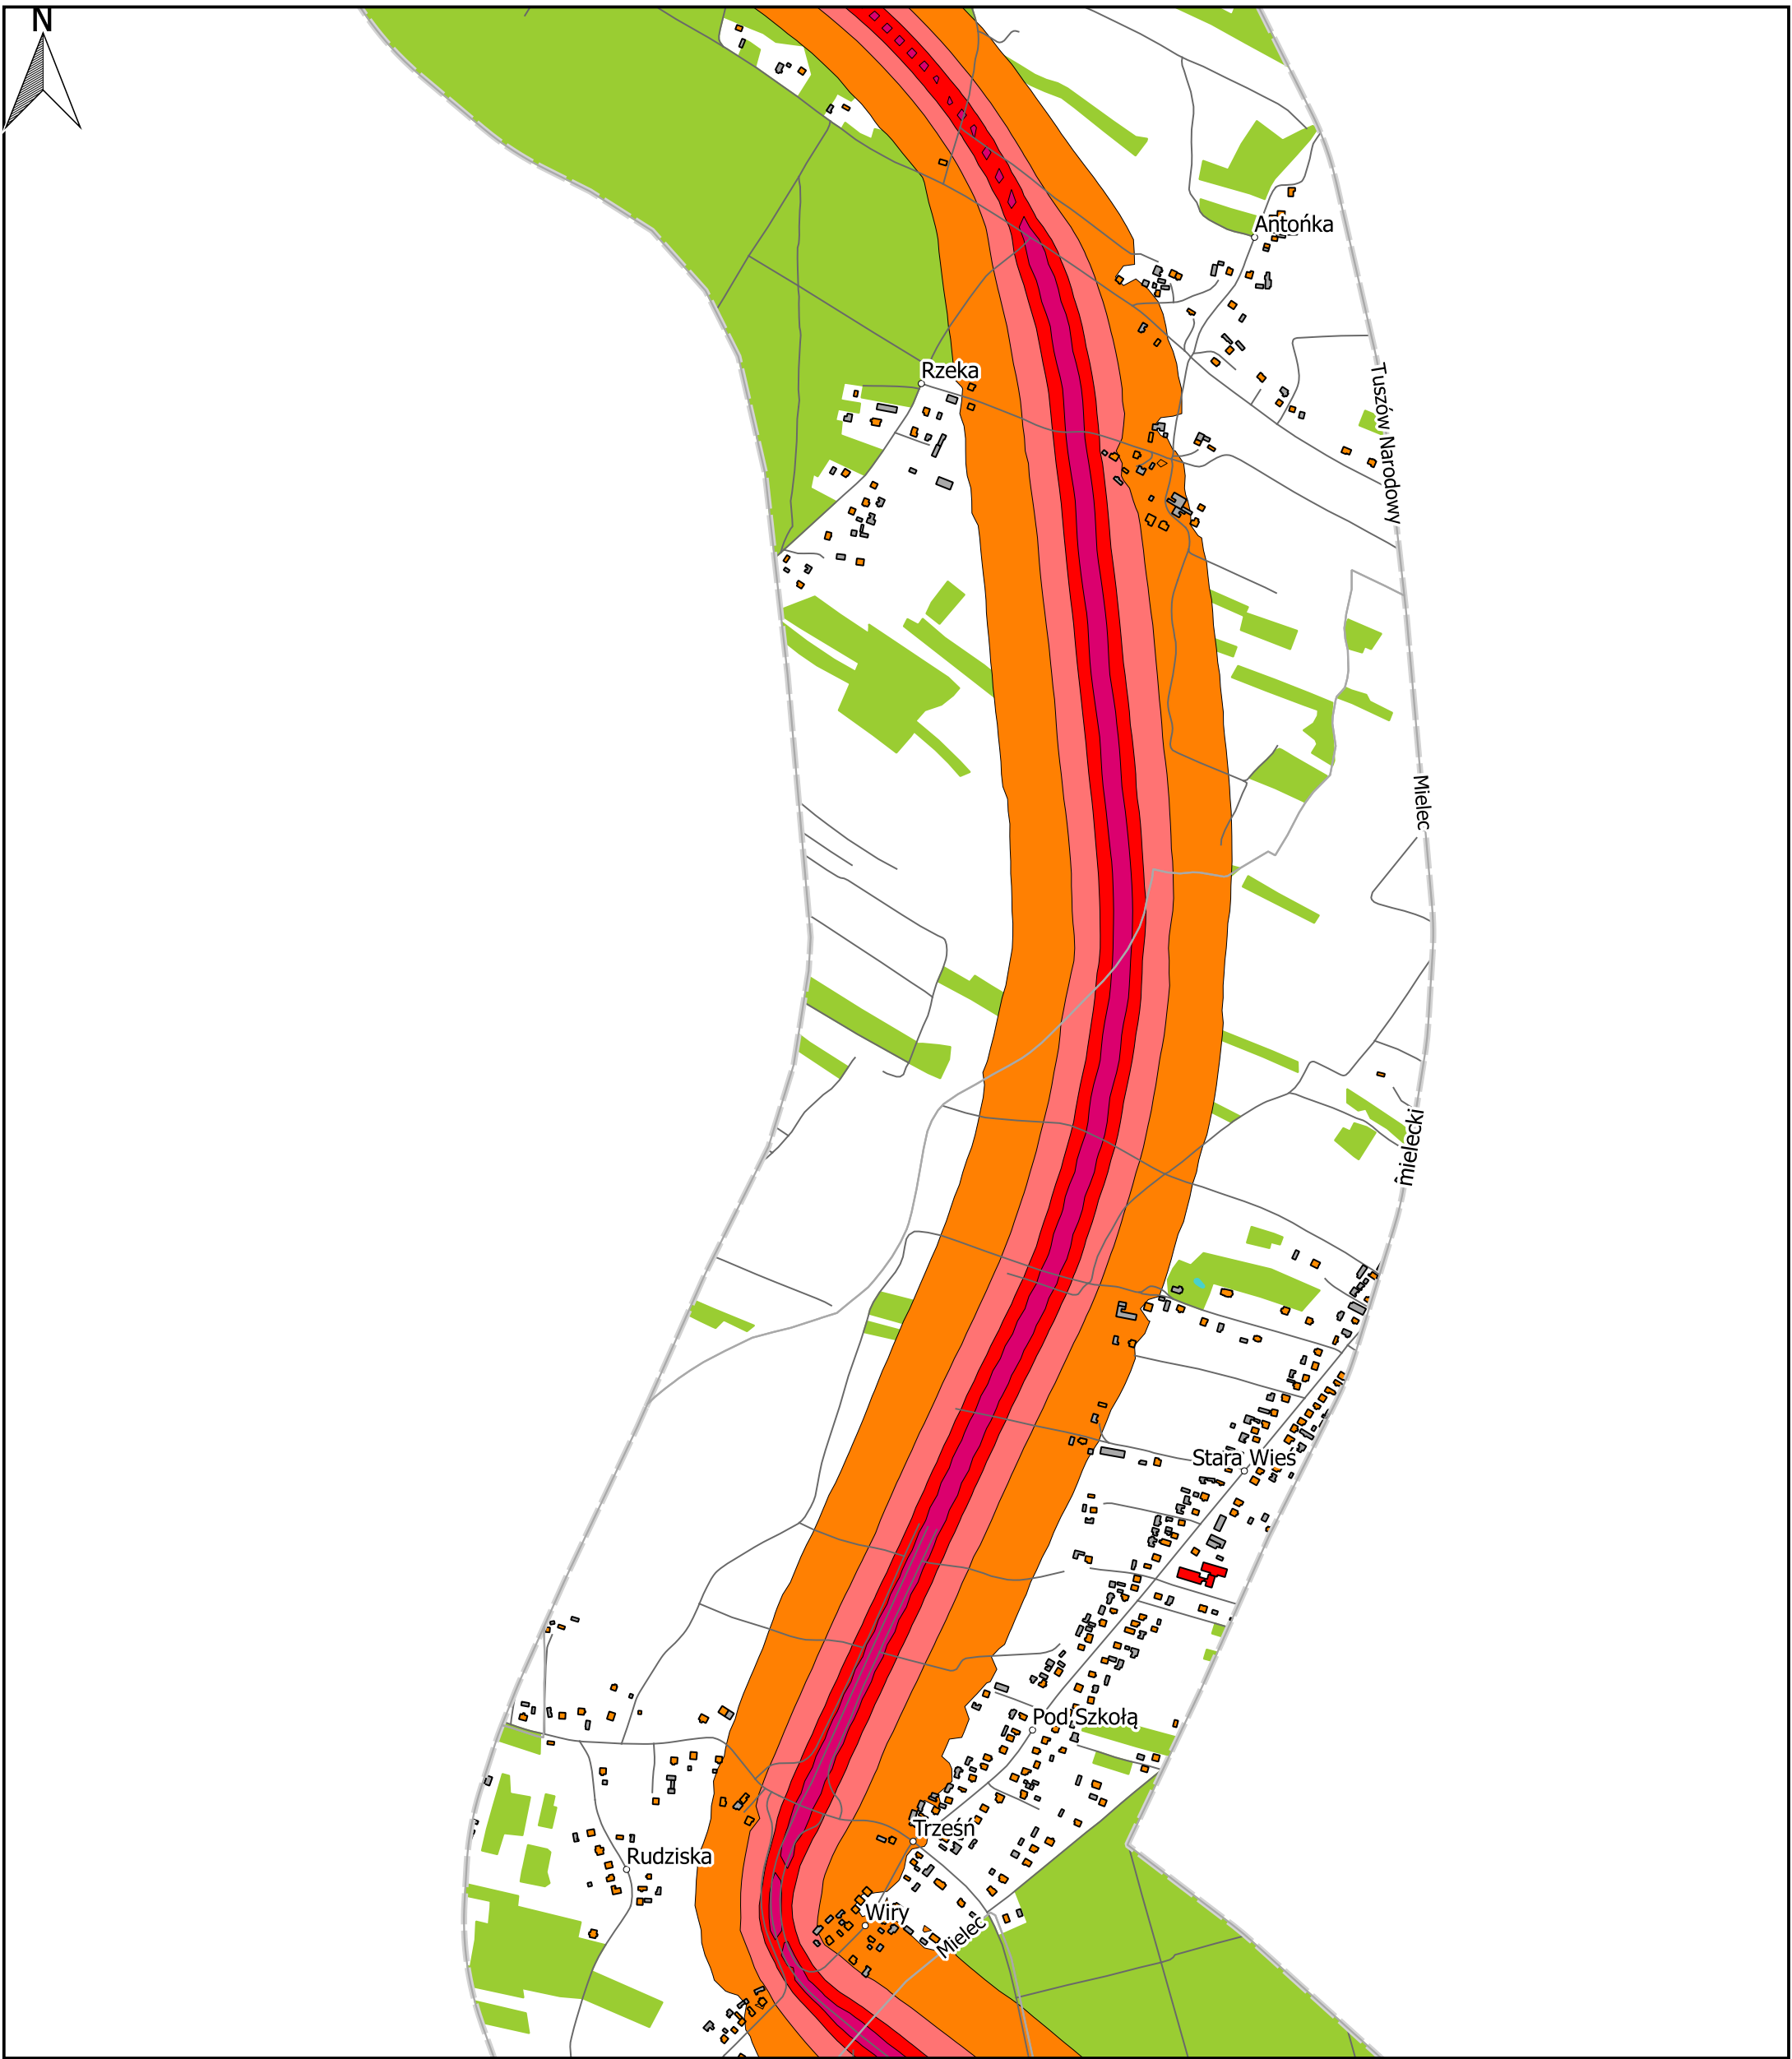 N
Antońka
Rzeka
Tuszów Narodowy
Mielec
mielecki
Stara Wieś
Pod Szkołą
Trześń
Rudziska
Wiry
Mielec